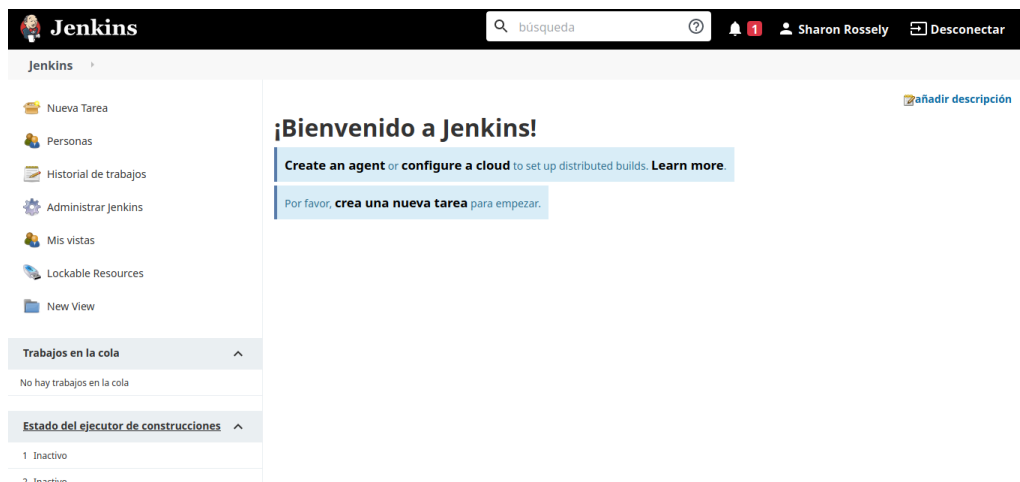 Jenkins
búsqueda
1
Sharon Rossely
Desconectar
Jenkins
Nueva Tarea
Personas
Historial de trabajos
Administrar Jenkins
Mis vistas
Lockable Resources
New View
Trabajos en la cola
No hay trabajos en la cola
Estado del ejecutor de construcciones
1 Inactivo
2 Inactivo
añadir descripción
¡Bienvenido a Jenkins!
Create an agent or configure a cloud to set up distributed builds. Learn more.
Por favor, crea una nueva tarea para empezar.